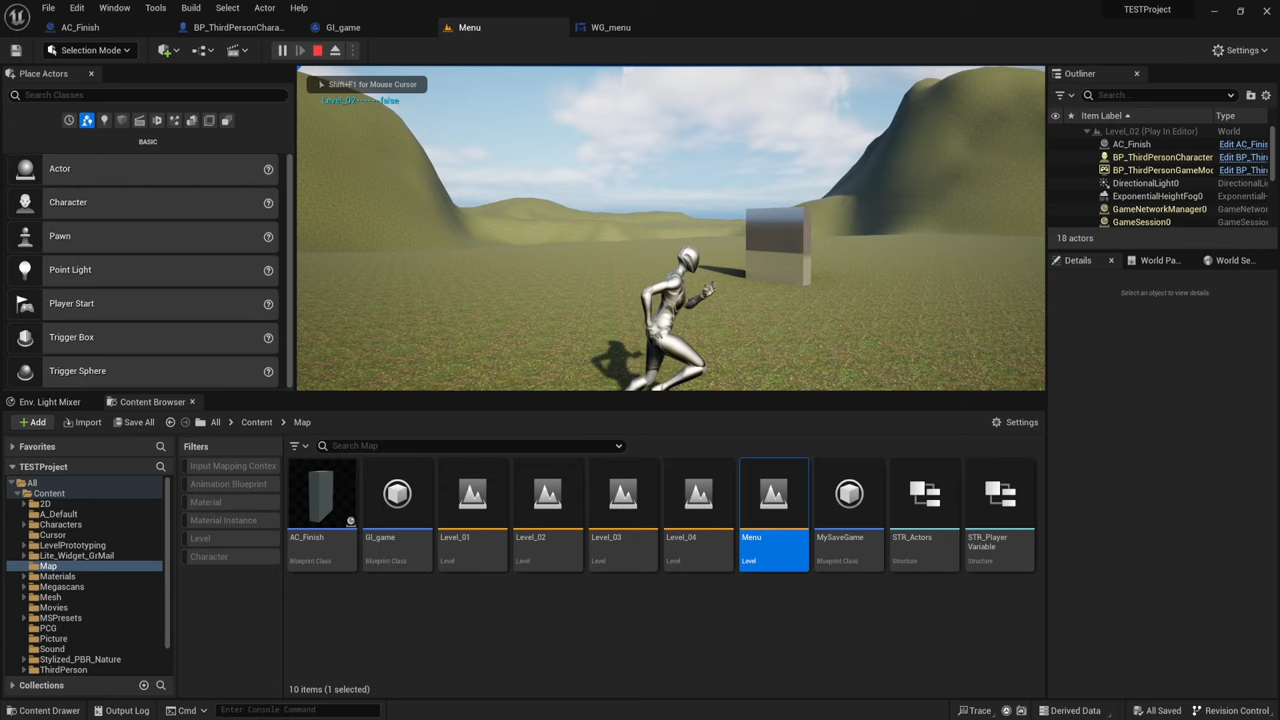 File Edit Window Tools Build Select Actor Help
TESTProject
AC_Finish BP_ThirdPersonChara... GI_game Menu WG_menu
Selection Mode
Settings
Place Actors
Search Classes
BASIC
Actor
Character
Pawn
Point Light
Player Start
Trigger Box
Trigger Sphere
Shift+F1 for Mouse Cursor
Level_02------false
Outliner
Search...
Item Label Type
Level_02 (Play In Editor) World
AC_Finish Edit AC_Finis
BP_ThirdPersonCharacter Edit BP_Thir
BP_ThirdPersonGameMod Edit BP_Thir
DirectionalLight0 DirectionalLi
ExponentialHeightFog0 ExponentialH
GameNetworkManager0 GameNetwor
GameSession0 GameSessio
18 actors
Details World Pa... World Se...
Select an object to view details.
Env. Light Mixer Content Browser
Add Import Save All All Content Map Settings
Favorites
TESTProject
All
Content
2D
A_Default
Characters
Cursor
LevelPrototyping
Lite_Widget_GrMail
Map
Materials
Megascans
Mesh
Movies
MSPresets
PCG
Picture
Sound
Stylized_PBR_Nature
ThirdPerson
Collections
Filters
Input Mapping Contex
Animation Blueprint
Material
Material Instance
Level
Character
Search Map
AC_Finish
Blueprint Class
GI_game
Blueprint Class
Level_01
Level
Level_02
Level
Level_03
Level
Level_04
Level
Menu
Level
MySaveGame
Blueprint Class
STR_Actors
Structure
STR_Player
Variable
Structure
10 items (1 selected)
Content Drawer Output Log Cmd Enter Console Command Trace Derived Data All Saved Revision Control